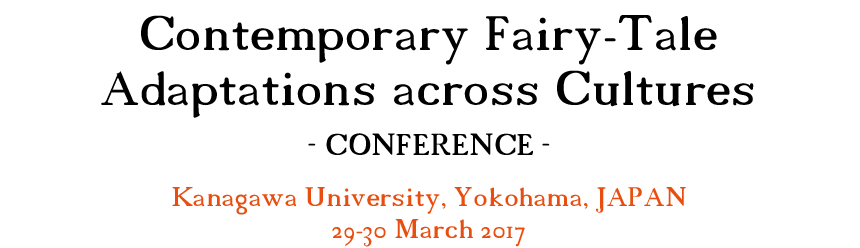 Contemporary Fairy-Tale
Adaptations across Cultures
- CONFERENCE -
Kanagawa University, Yokohama, JAPAN
29-30 March 2017